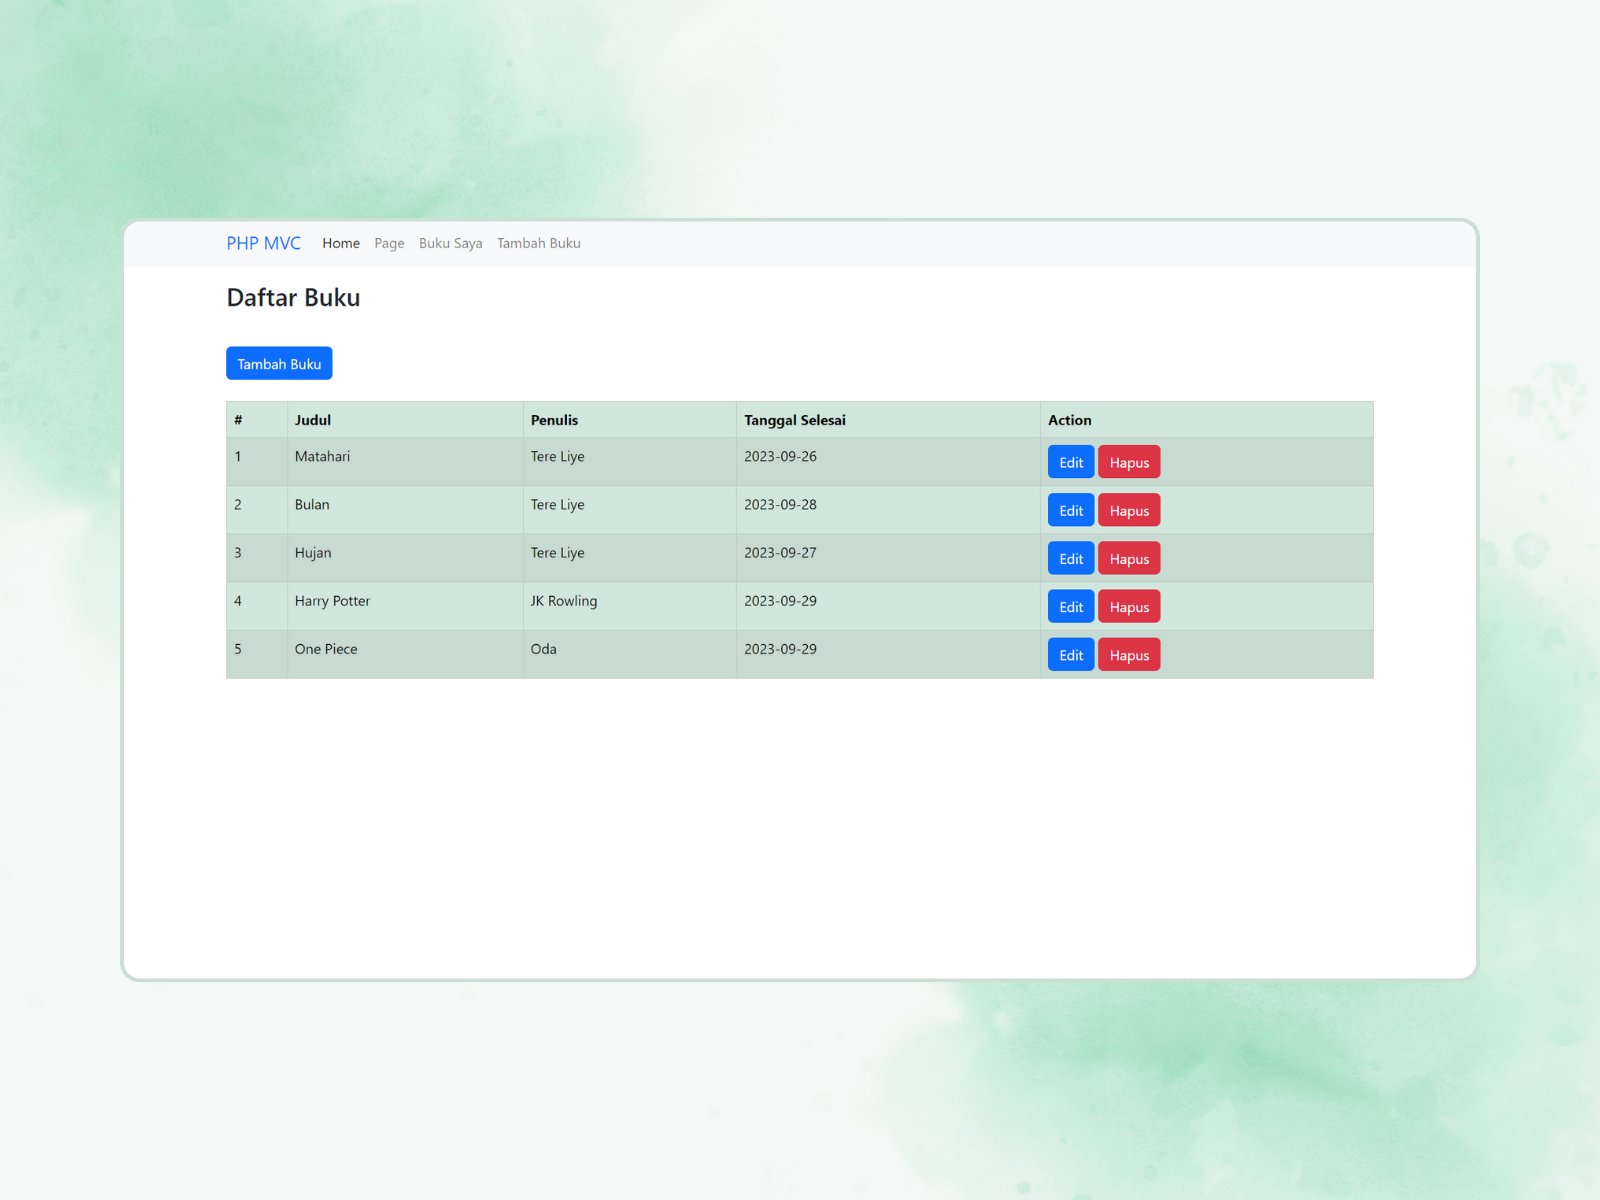 PHP MVC Home Page Buku Saya Tambah Buku
Daftar Buku
Tambah Buku
# Judul Penulis Tanggal Selesai Action
1 Matahari Tere Liye 2023-09-26 Edit Hapus
2 Bulan Tere Liye 2023-09-28 Edit Hapus
3 Hujan Tere Liye 2023-09-27 Edit Hapus
4 Harry Potter JK Rowling 2023-09-29 Edit Hapus
5 One Piece Oda 2023-09-29 Edit Hapus